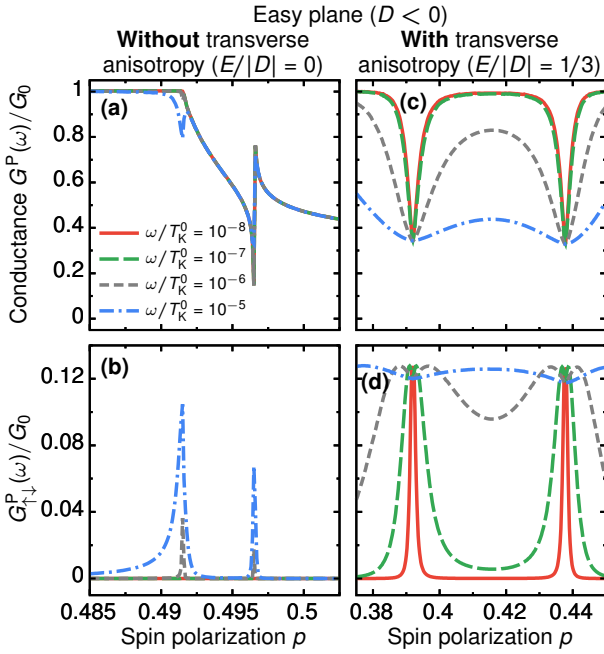 Easy plane (D < 0)
Without transverse
anisotropy (E/|D| = 0)
With transverse
anisotropy (E/|D| = 1/3)
Conductance G^P(ω)/G_0
1
0.8
0.6
0.4
0.2
0
(a)
ω/T_K^0 = 10^−8
ω/T_K^0 = 10^−7
ω/T_K^0 = 10^−6
ω/T_K^0 = 10^−5
(c)
G^P_↑↓(ω)/G_0
0.12
0.08
0.04
0
(b)
(d)
0.485 0.49 0.495 0.5
Spin polarization p
0.38 0.4 0.42 0.44
Spin polarization p